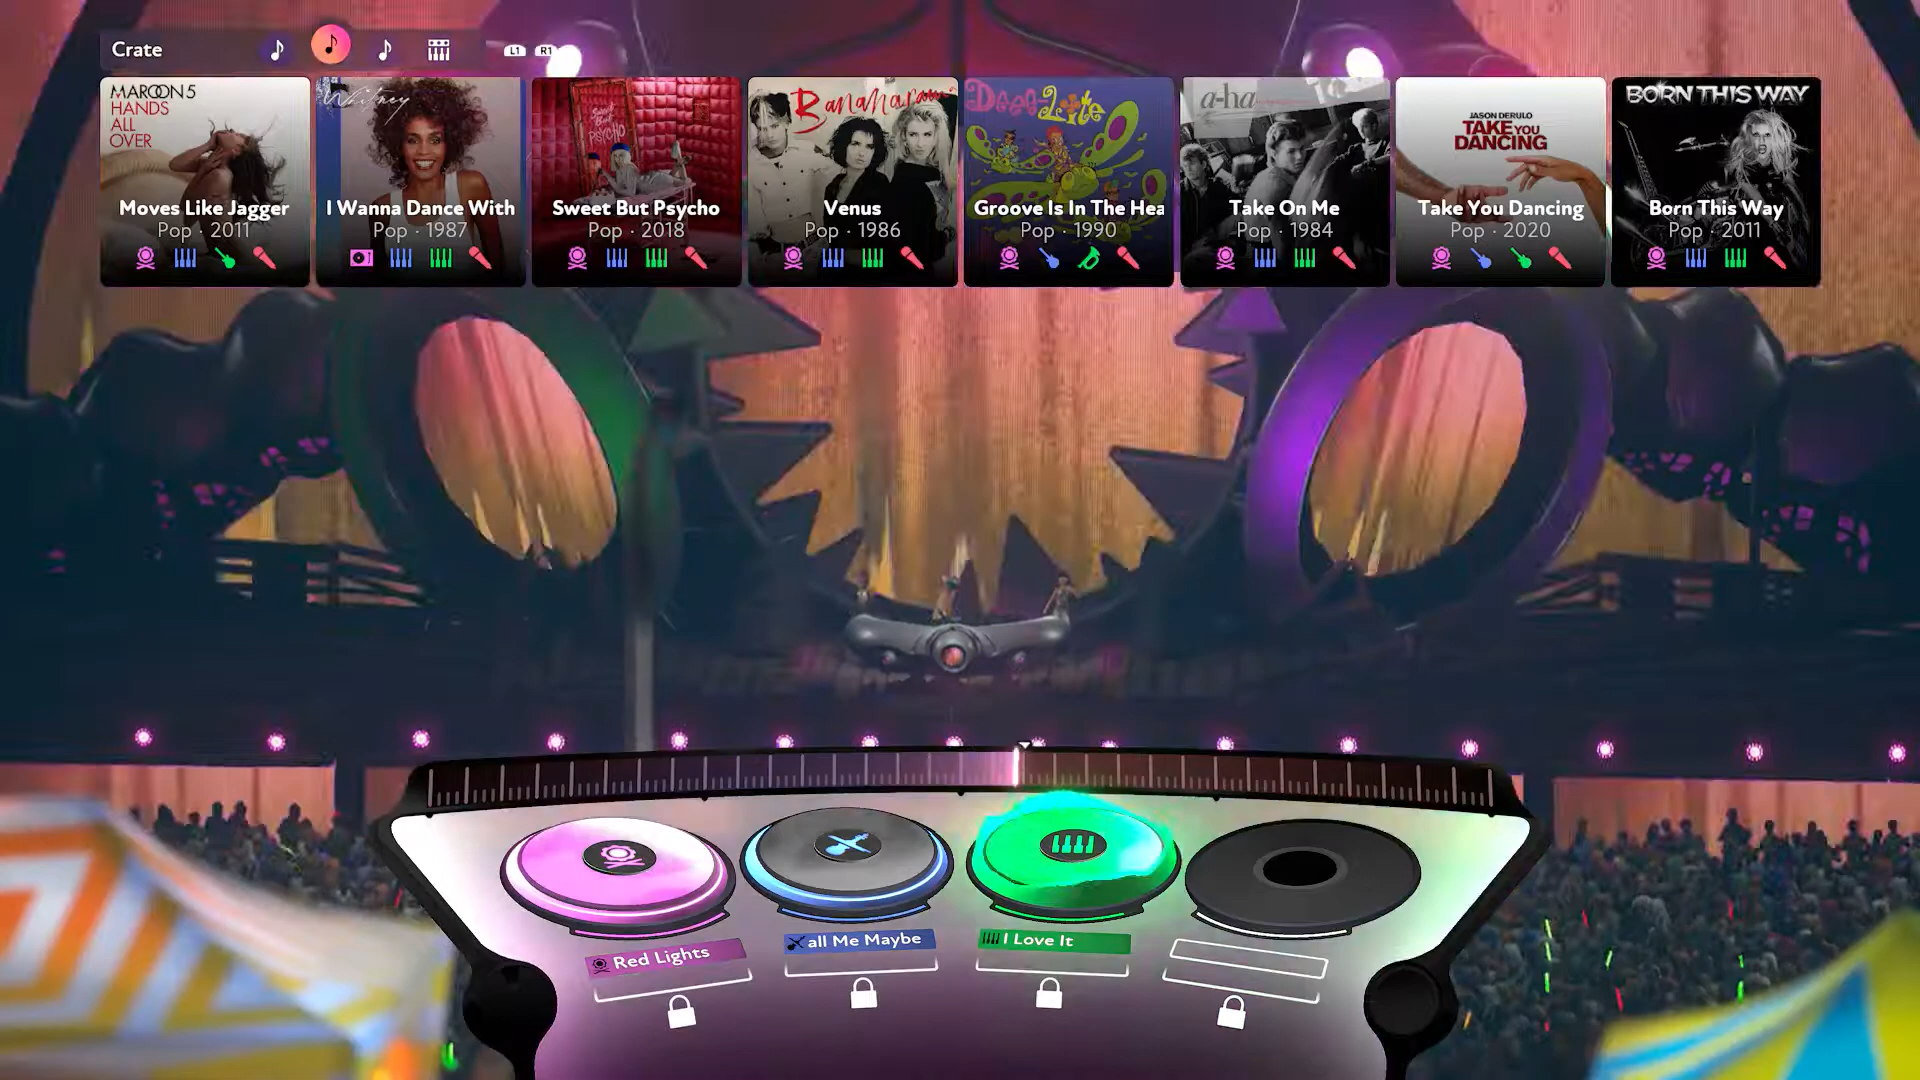 Crate
L1 R1
MAROON 5
HANDS
ALL
OVER
Moves Like Jagger
Pop · 2011
Whitney
I Wanna Dance With
Pop · 1987
Sweet But
PSYCHO
Sweet But Psycho
Pop · 2018
Bananarama
Venus
Pop · 1986
Deee-Lite
Groove Is In The Hea
Pop · 1990
a-ha
Take On Me
Pop · 1984
JASON DERULO
TAKE YOU
DANCING
Take You Dancing
Pop · 2020
BORN THIS WAY
Born This Way
Pop · 2011
Red Lights
all Me Maybe
I Love It